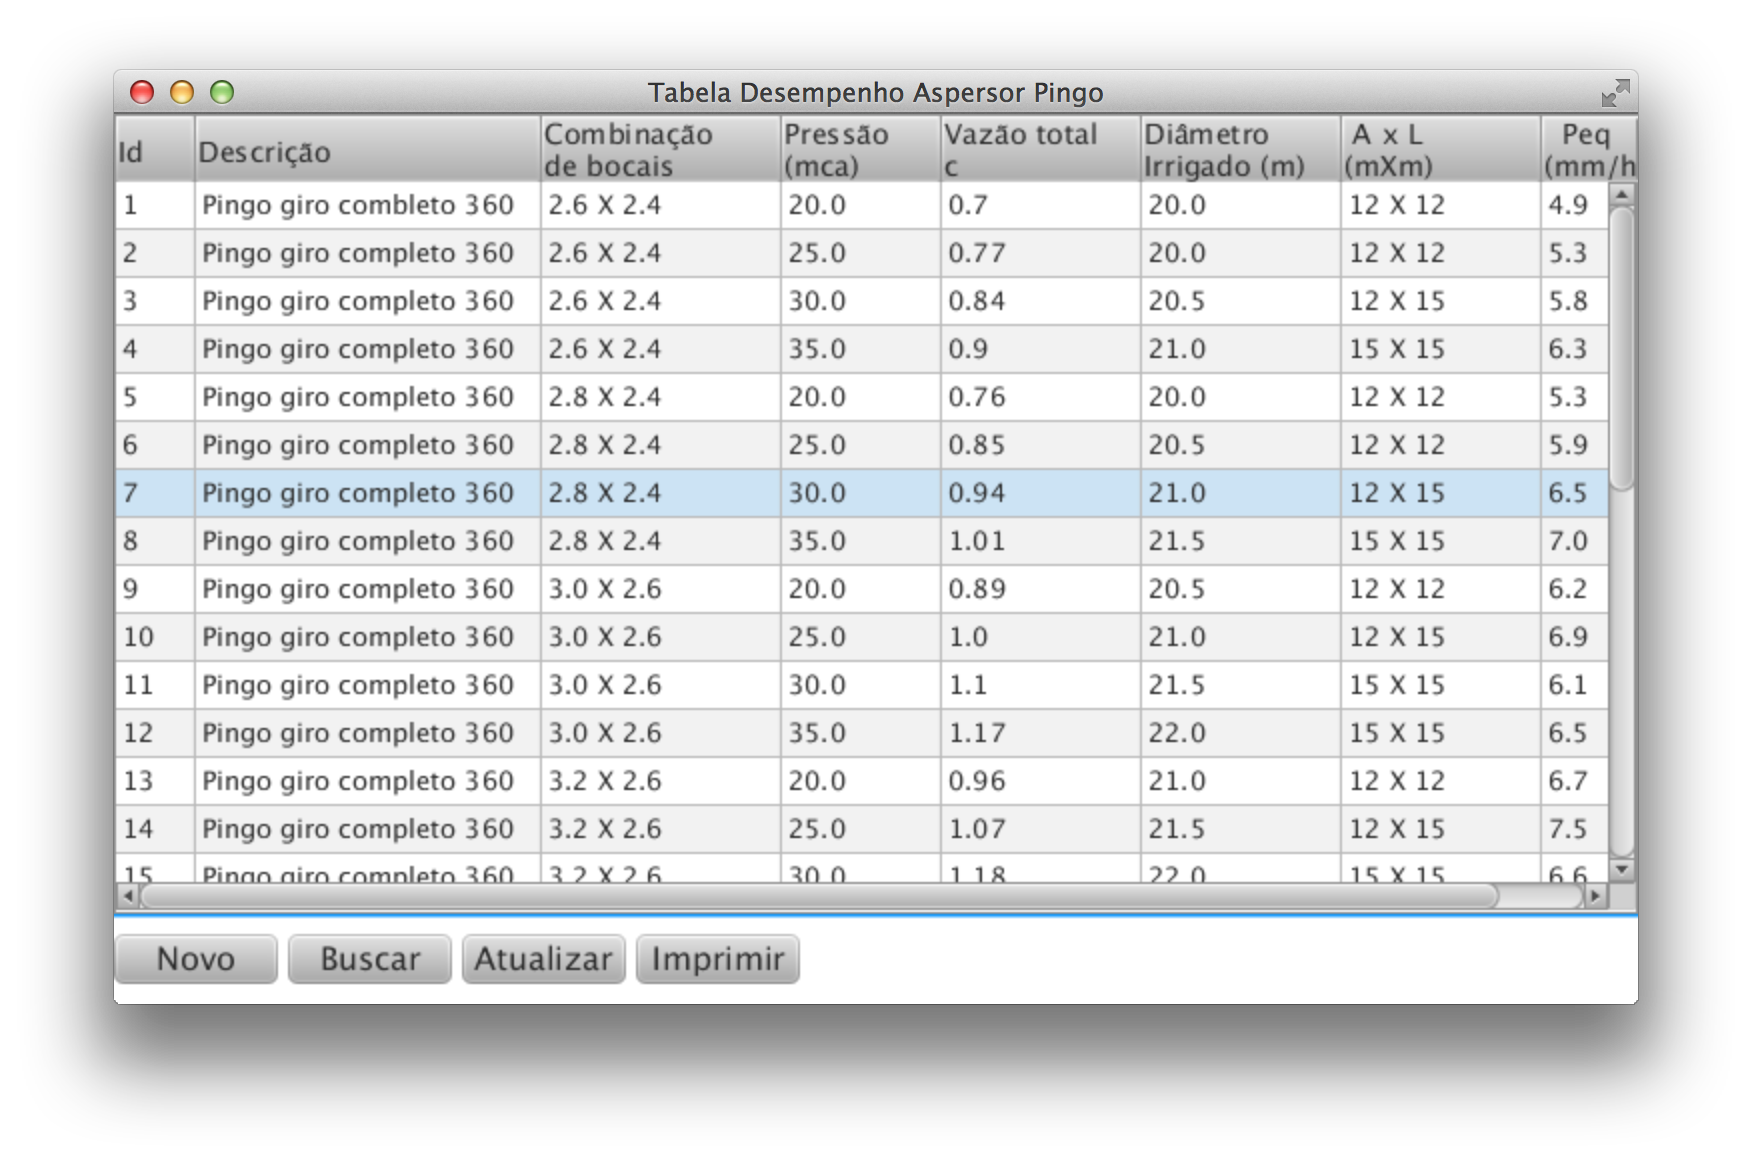 Tabela Desempenho Aspersor Pingo
Id Descrição Combinação de bocais Pressão (mca) Vazão total c Diâmetro Irrigado (m) A x L (mXm) Peq (mm/h
1 Pingo giro combleto 360 2.6 X 2.4 20.0 0.7 20.0 12 X 12 4.9
2 Pingo giro completo 360 2.6 X 2.4 25.0 0.77 20.0 12 X 12 5.3
3 Pingo giro completo 360 2.6 X 2.4 30.0 0.84 20.5 12 X 15 5.8
4 Pingo giro completo 360 2.6 X 2.4 35.0 0.9 21.0 15 X 15 6.3
5 Pingo giro completo 360 2.8 X 2.4 20.0 0.76 20.0 12 X 12 5.3
6 Pingo giro completo 360 2.8 X 2.4 25.0 0.85 20.5 12 X 12 5.9
7 Pingo giro completo 360 2.8 X 2.4 30.0 0.94 21.0 12 X 15 6.5
8 Pingo giro completo 360 2.8 X 2.4 35.0 1.01 21.5 15 X 15 7.0
9 Pingo giro completo 360 3.0 X 2.6 20.0 0.89 20.5 12 X 12 6.2
10 Pingo giro completo 360 3.0 X 2.6 25.0 1.0 21.0 12 X 15 6.9
11 Pingo giro completo 360 3.0 X 2.6 30.0 1.1 21.5 15 X 15 6.1
12 Pingo giro completo 360 3.0 X 2.6 35.0 1.17 22.0 15 X 15 6.5
13 Pingo giro completo 360 3.2 X 2.6 20.0 0.96 21.0 12 X 12 6.7
14 Pingo giro completo 360 3.2 X 2.6 25.0 1.07 21.5 12 X 15 7.5
15 Pingo giro completo 360 3.2 X 2.6 30.0 1.18 22.0 15 X 15 6.6
Novo Buscar Atualizar Imprimir